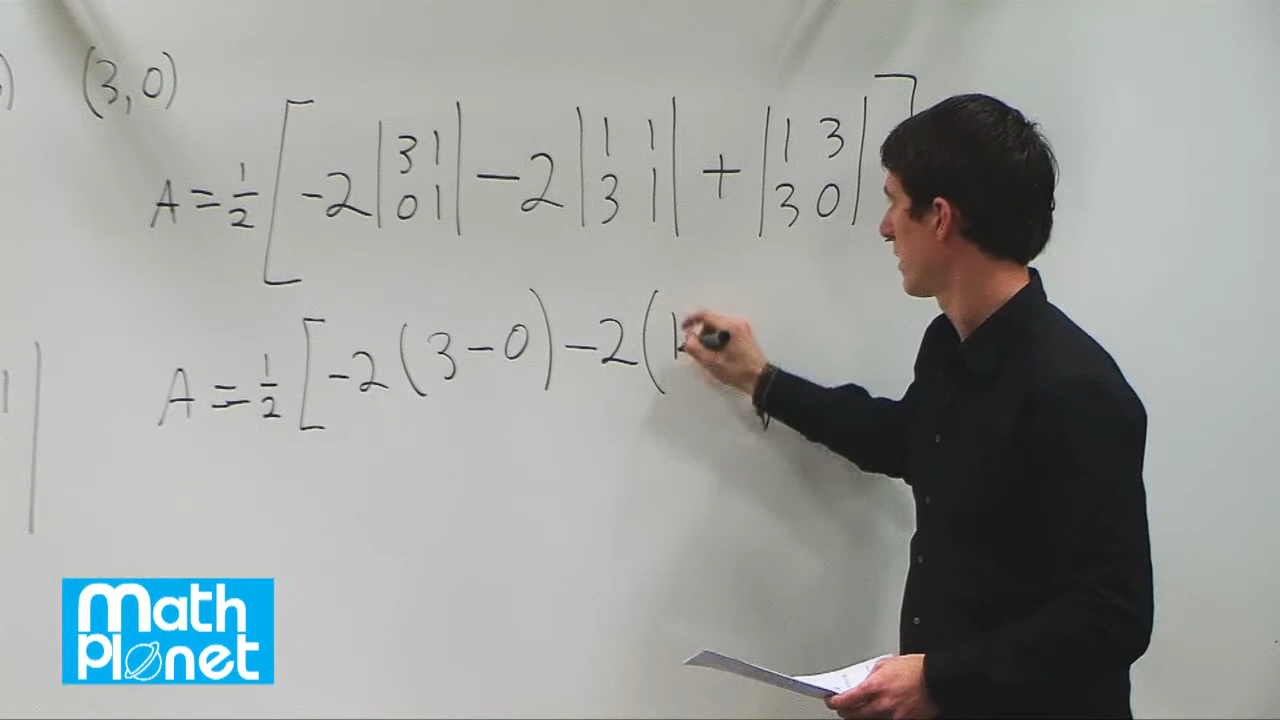 ) (3,0)
A = 1/2 [ -2 | 3 1 | - 2 | 1 1 | + | 1 3 | ]
| 0 1 | | 3 1 | | 3 0 |
A = 1/2 [ -2 ( 3 - 0 ) - 2 ( 1
1 |
Math
Planet